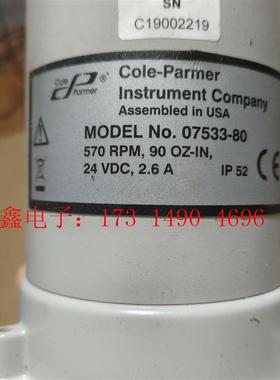 SN
C19002219
Cole
Parmer
®
Cole-Parmer
Instrument Company
Assembled in USA
MODEL No. 07533-80
570 RPM, 90 OZ-IN,
24 VDC, 2.6 A
IP 52
CE
鑫电子：173 1490 4696